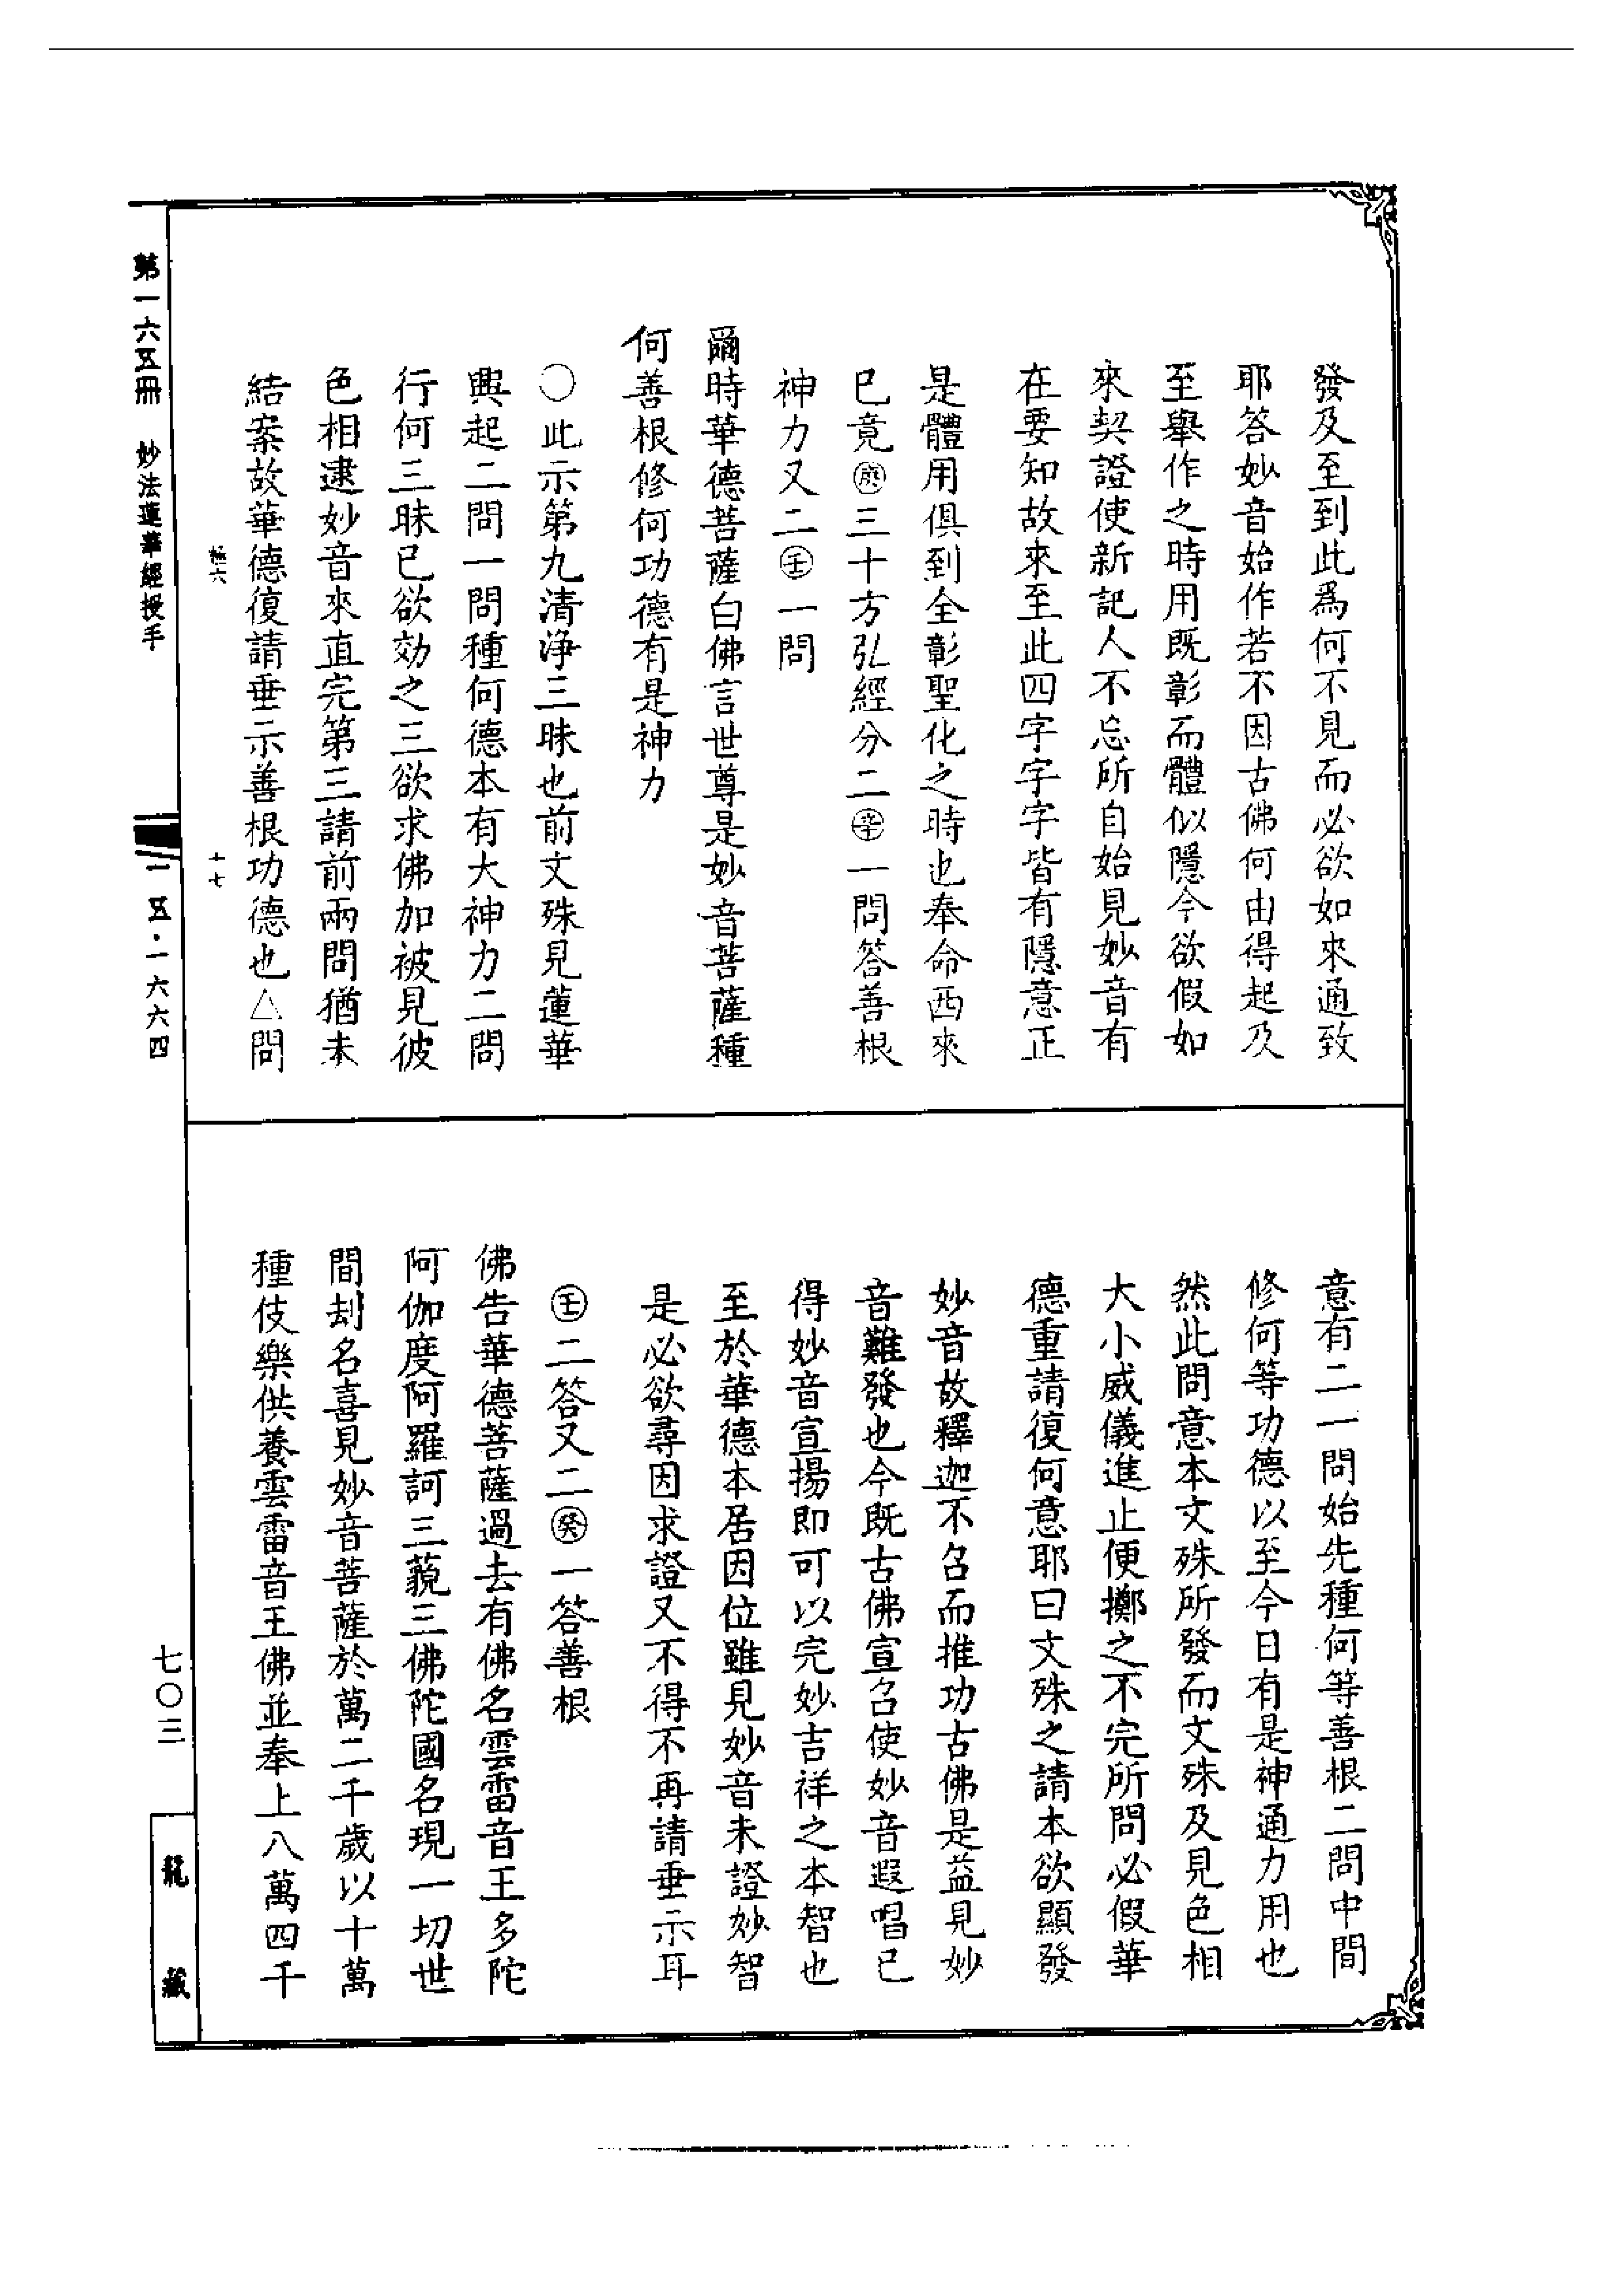 發及至到此爲何不見而必欲如來通致
耶答妙音始作若不因古佛何由得起及
至舉作之時用既彰而體似隱今欲假如
來契證使新記人不忘所自始見妙音有
在要知故來至此四字字字皆有隱意正
是體用俱到全彰聖化之時也奉命西來
已竟㊎三十方弘經分二㊛一問答善根
神力又二㊋一問
爾時華德菩薩白佛言世尊是妙音菩薩種
何善根修何功德有是神力
○此示第九清淨三昧也前文殊見蓮華
興起二問一問種何德本有大神力二問
行何三昧已欲効之三欲求佛加被見彼
色相逮妙音來直完第三請前兩問猶未
結案故華德復請垂示善根功德也△問
意有二一問始先種何等善根二問中間
修何等功德以至今日有是神通力用也
然此問意本文殊所發而文殊及見色相
大小威儀進止便擲之不完所問必假華
德重請復何意耶曰文殊之請本欲顯發
妙音故釋迦不召而推功古佛是益見妙
音難發也今既古佛宣召使妙音遐唱已
得妙音宣揚即可以完妙吉祥之本智也
至於華德本居因位雖見妙音未證妙智
是必欲尋因求證又不得不再請垂示耳
壬二答又二癸一答善根
佛告華德菩薩過去有佛名雲雷音王多陀
阿伽度阿羅訶三藐三佛陀國名現一切世
間刦名喜見妙音菩薩於萬二千歲以十萬
種伎樂供養雲雷音王佛並奉上八萬四千
第一六五冊　妙法蓮華經授手
十七
一五·一六六四
七〇三
龍藏